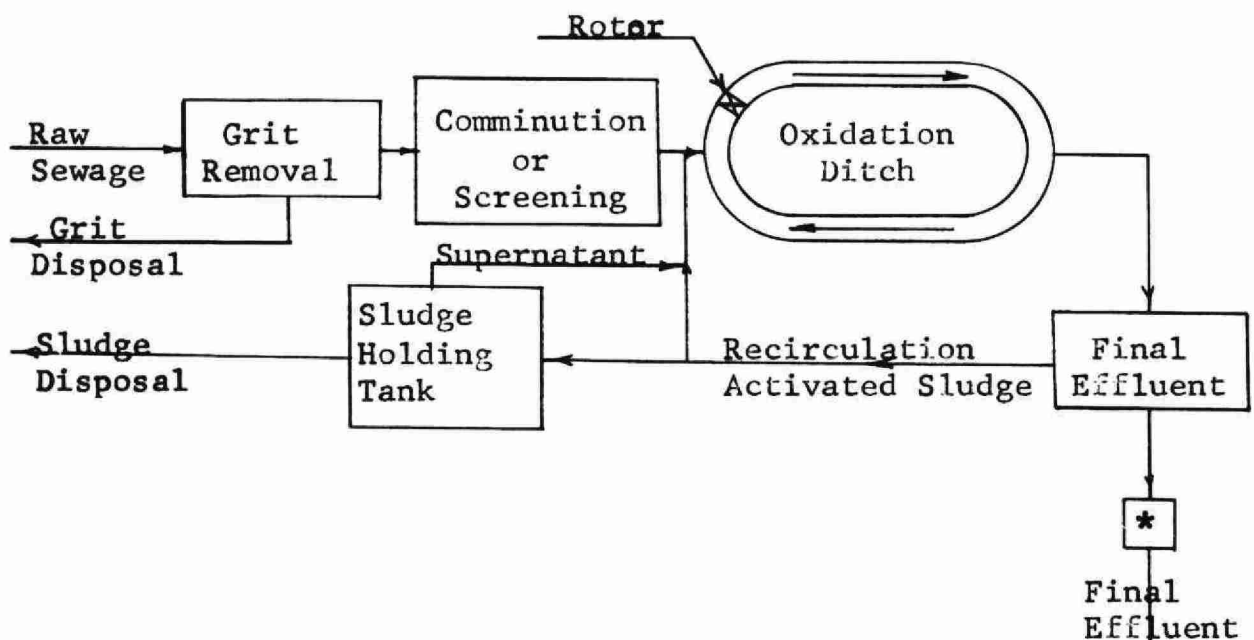 Rotor
Raw
Sewage
Grit
Removal
Comminution
or
Screening
Oxidation
Ditch
Grit
Disposal
Supernatant
Sludge
Holding
Tank
Sludge
Disposal
Recirculation
Activated Sludge
Final
Effluent
*
Final
Effluent